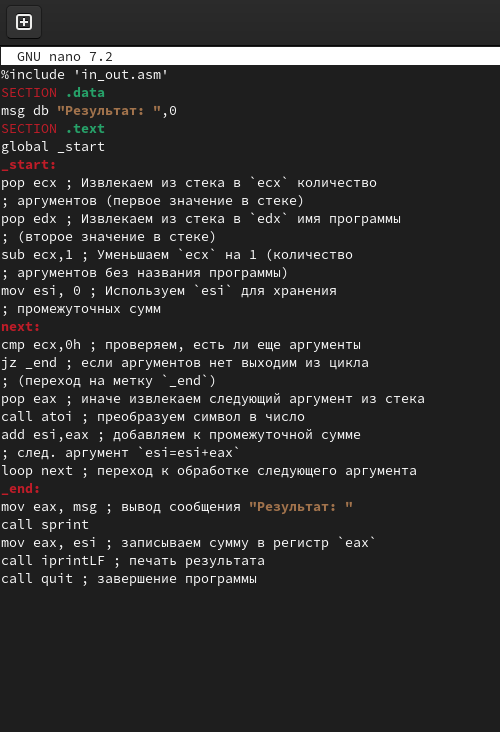 GNU nano 7.2
%include 'in_out.asm'
SECTION .data
msg db "Результат: ",0
SECTION .text
global _start
_start:
pop ecx ; Извлекаем из стека в `ecx` количество
; аргументов (первое значение в стеке)
pop edx ; Извлекаем из стека в `edx` имя программы
; (второе значение в стеке)
sub ecx,1 ; Уменьшаем `ecx` на 1 (количество
; аргументов без названия программы)
mov esi, 0 ; Используем `esi` для хранения
; промежуточных сумм
next:
cmp ecx,0h ; проверяем, есть ли еще аргументы
jz _end ; если аргументов нет выходим из цикла
; (переход на метку `_end`)
pop eax ; иначе извлекаем следующий аргумент из стека
call atoi ; преобразуем символ в число
add esi,eax ; добавляем к промежуточной сумме
; след. аргумент `esi=esi+eax`
loop next ; переход к обработке следующего аргумента
_end:
mov eax, msg ; вывод сообщения "Результат: "
call sprint
mov eax, esi ; записываем сумму в регистр `eax`
call iprintLF ; печать результата
call quit ; завершение программы